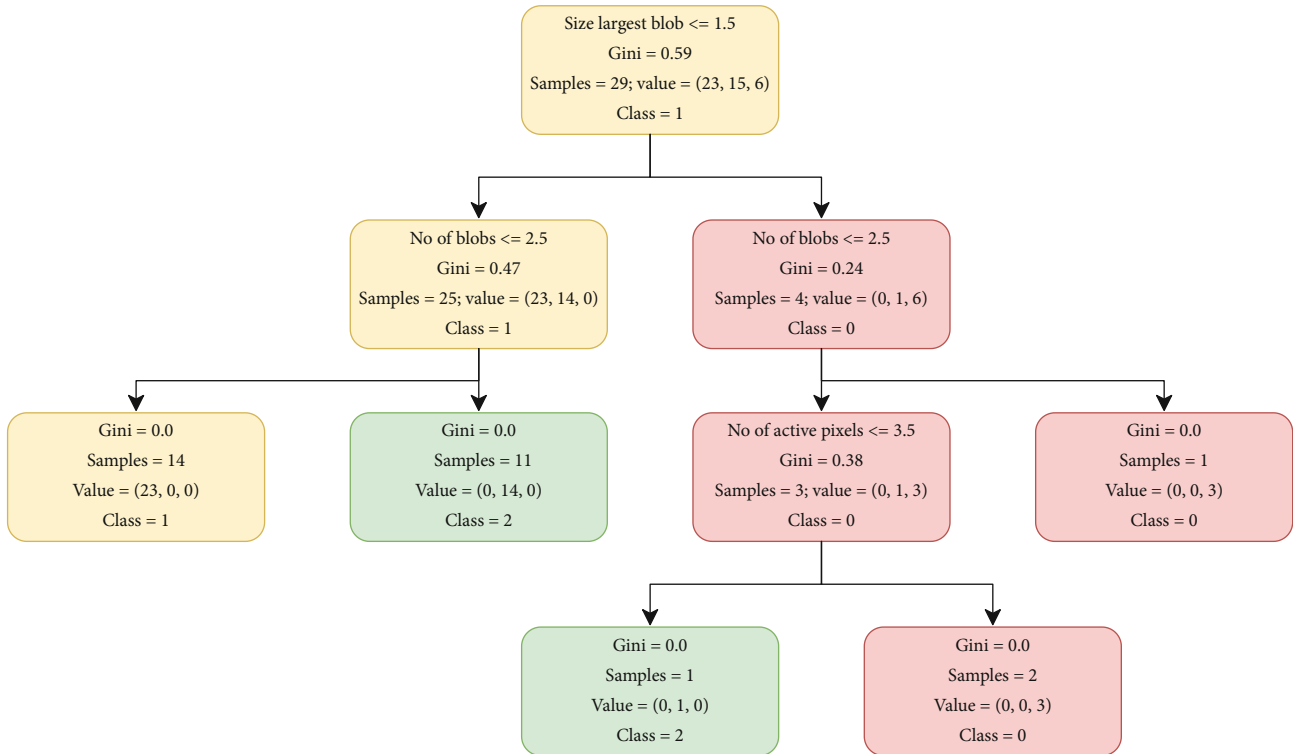 Size largest blob <= 1.5
Gini = 0.59
Samples = 29; value = (23, 15, 6)
Class = 1
No of blobs <= 2.5
Gini = 0.47
Samples = 25; value = (23, 14, 0)
Class = 1
No of blobs <= 2.5
Gini = 0.24
Samples = 4; value = (0, 1, 6)
Class = 0
Gini = 0.0
Samples = 14
Value = (23, 0, 0)
Class = 1
Gini = 0.0
Samples = 11
Value = (0, 14, 0)
Class = 2
No of active pixels <= 3.5
Gini = 0.38
Samples = 3; value = (0, 1, 3)
Class = 0
Gini = 0.0
Samples = 1
Value = (0, 0, 3)
Class = 0
Gini = 0.0
Samples = 1
Value = (0, 1, 0)
Class = 2
Gini = 0.0
Samples = 2
Value = (0, 0, 3)
Class = 0